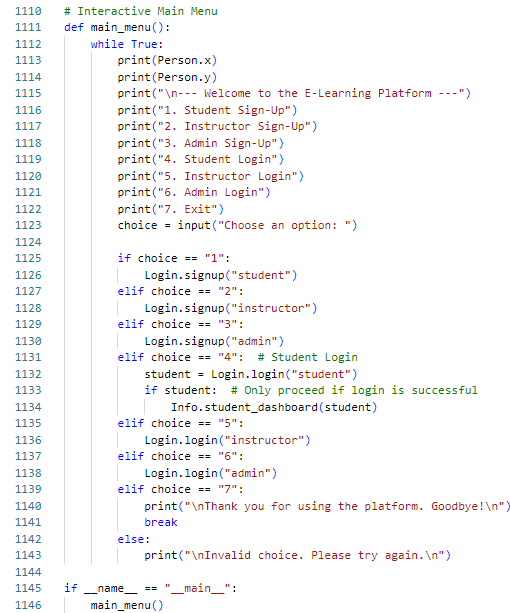 1110 # Interactive Main Menu
1111 def main_menu():
1112     while True:
1113         print(Person.x)
1114         print(Person.y)
1115         print("\n--- Welcome to the E-Learning Platform ---")
1116         print("1. Student Sign-Up")
1117         print("2. Instructor Sign-Up")
1118         print("3. Admin Sign-Up")
1119         print("4. Student Login")
1120         print("5. Instructor Login")
1121         print("6. Admin Login")
1122         print("7. Exit")
1123         choice = input("Choose an option: ")
1124
1125         if choice == "1":
1126             Login.signup("student")
1127         elif choice == "2":
1128             Login.signup("instructor")
1129         elif choice == "3":
1130             Login.signup("admin")
1131         elif choice == "4":  # Student Login
1132             student = Login.login("student")
1133             if student:  # Only proceed if login is successful
1134                 Info.student_dashboard(student)
1135         elif choice == "5":
1136             Login.login("instructor")
1137         elif choice == "6":
1138             Login.login("admin")
1139         elif choice == "7":
1140             print("\nThank you for using the platform. Goodbye!\n")
1141             break
1142         else:
1143             print("\nInvalid choice. Please try again.\n")
1144
1145 if __name__ == "__main__":
1146     main_menu()